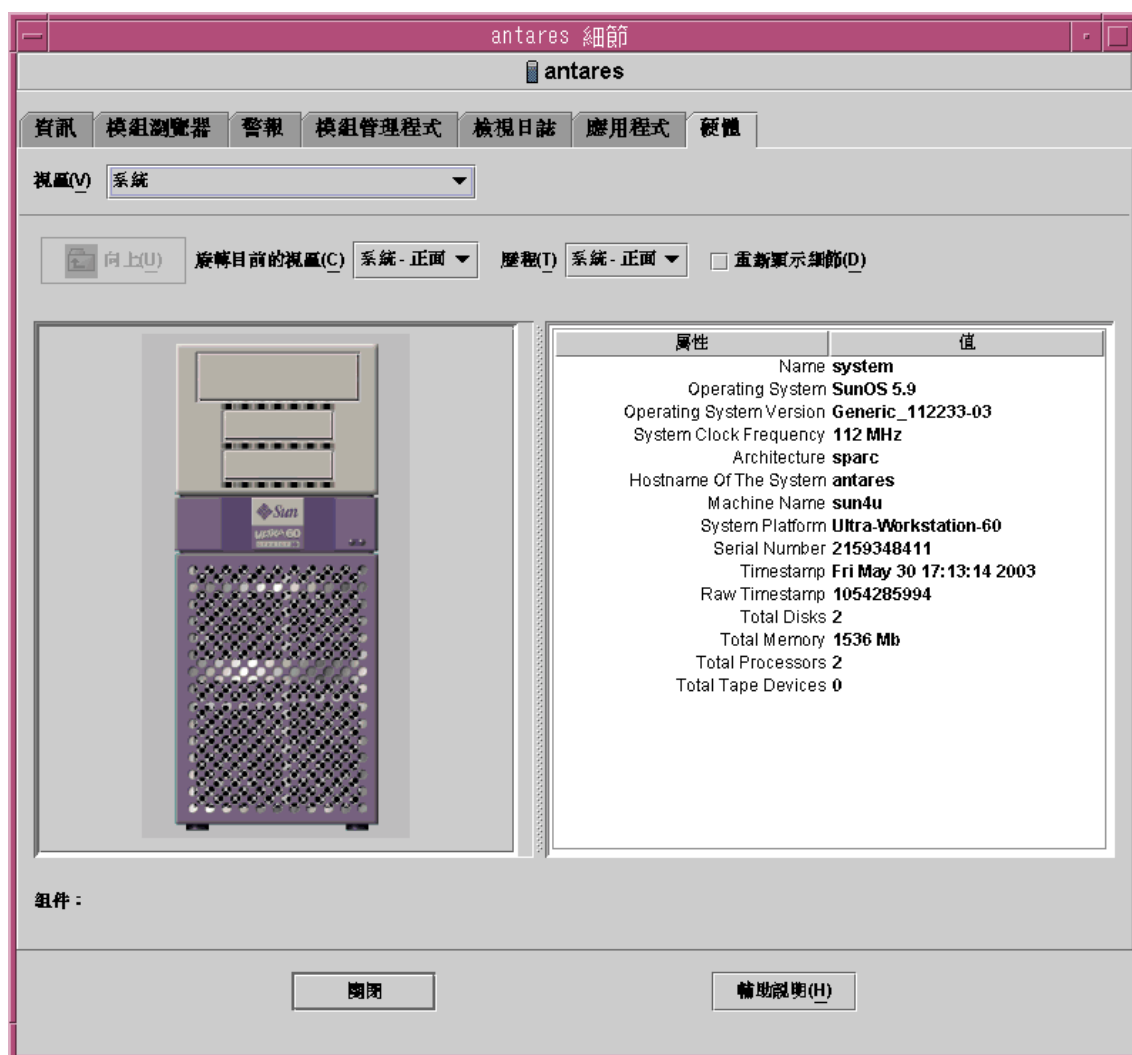 antares 細節
antares
資訊 模組瀏覽器 警報 模組管理程式 檢視日誌 應用程式 硬體
視區(V) 系統
向上(U) 旋轉目前的視區(C) 系統 - 正面 歷程(T) 系統 - 正面 重新顯示細節(D)
屬性 值
Name system
Operating System SunOS 5.9
Operating System Version Generic_112233-03
System Clock Frequency 112 MHz
Architecture sparc
Hostname Of The System antares
Machine Name sun4u
System Platform Ultra-Workstation-60
Serial Number 2159348411
Timestamp Fri May 30 17:13:14 2003
Raw Timestamp 1054285994
Total Disks 2
Total Memory 1536 Mb
Total Processors 2
Total Tape Devices 0
Sun
ULTRA 60
組件：
關閉 輔助說明(H)